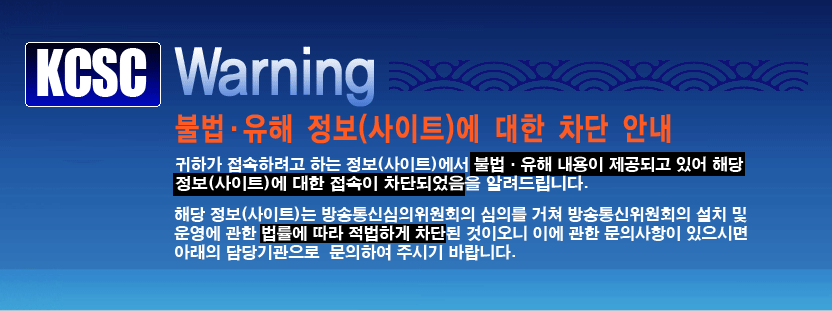 KCSC Warning
불법·유해 정보(사이트)에 대한 차단 안내
귀하가 접속하려고 하는 정보(사이트)에서 불법·유해 내용이 제공되고 있어 해당
정보(사이트)에 대한 접속이 차단되었음을 알려드립니다.
해당 정보(사이트)는 방송통신심의위원회의 심의를 거쳐 방송통신위원회의 설치 및
운영에 관한 법률에 따라 적법하게 차단된 것이오니 이에 관한 문의사항이 있으시면
아래의 담당기관으로 문의하여 주시기 바랍니다.